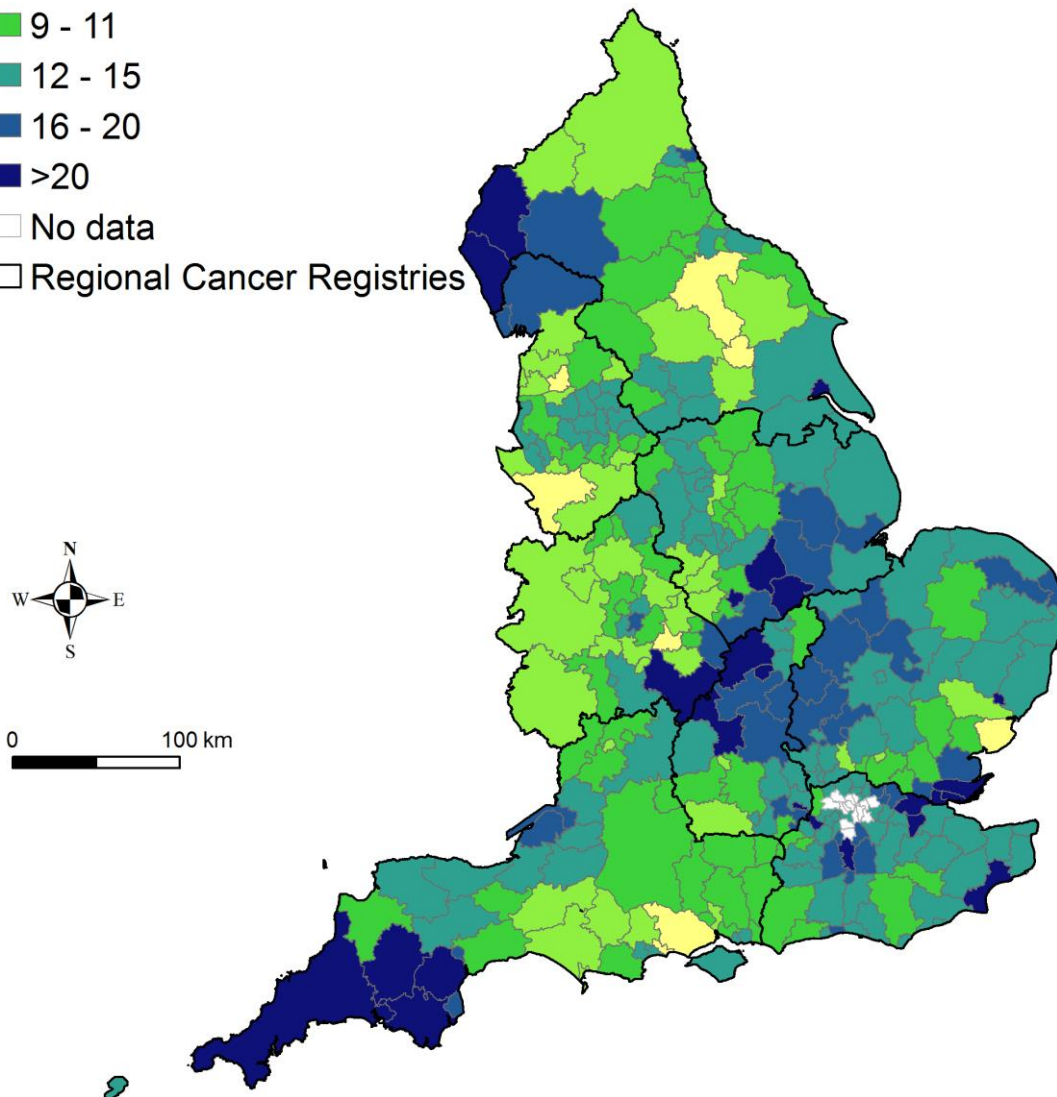 9 - 11
12 - 15
16 - 20
>20
No data
Regional Cancer Registries
N
W E
S
0 100 km